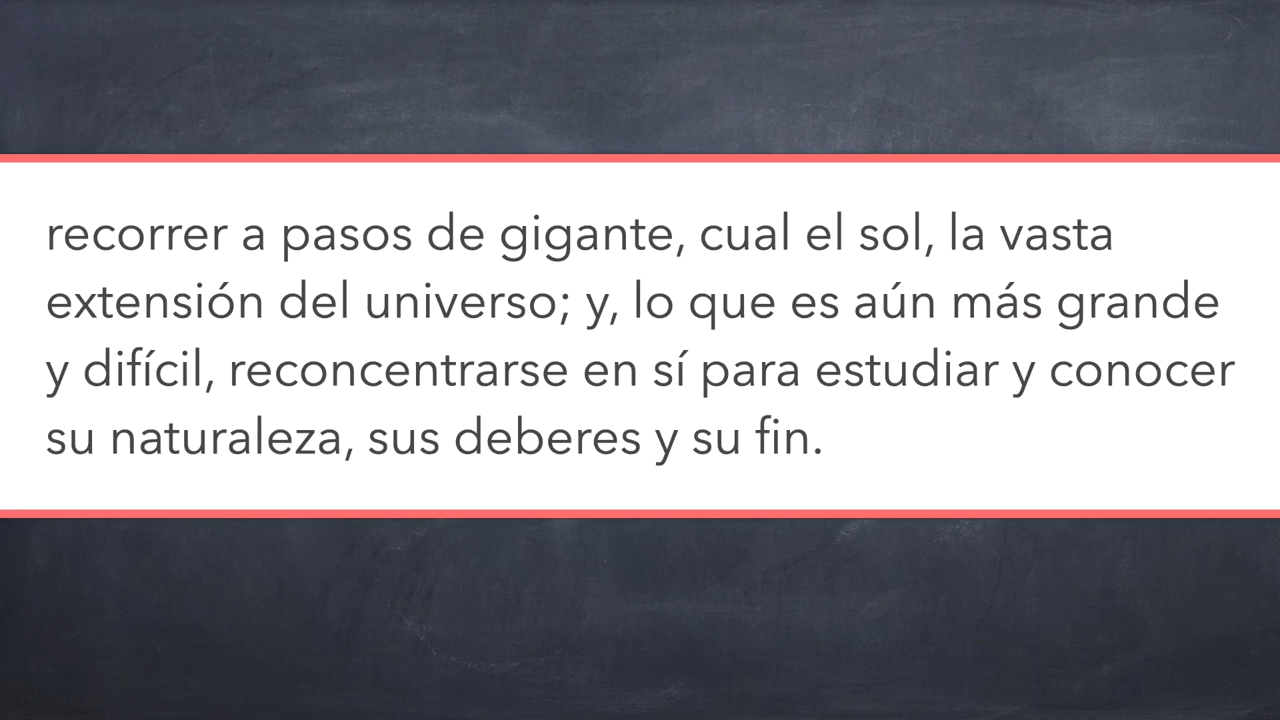 recorrer a pasos de gigante, cual el sol, la vasta
extensión del universo; y, lo que es aún más grande
y difícil, reconcentrarse en sí para estudiar y conocer
su naturaleza, sus deberes y su fin.